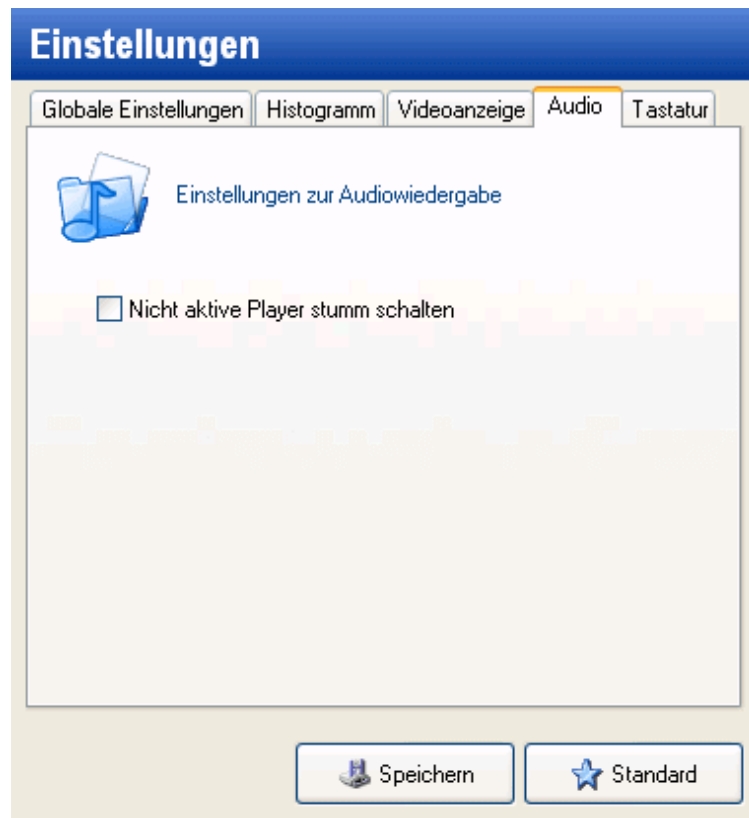 Einstellungen
Globale Einstellungen Histogramm Videoanzeige Audio Tastatur
Einstellungen zur Audiowiedergabe
Nicht aktive Player stumm schalten
Speichern Standard